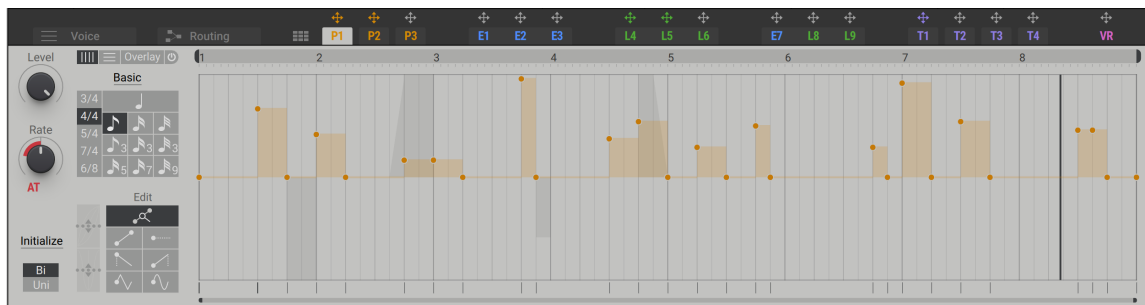 Voice Routing P1 P2 P3 E1 E2 E3 L4 L5 L6 E7 L8 L9 T1 T2 T3 T4 VR
Level Overlay 1 2 3 4 5 6 7 8
Basic
3/4
4/4
5/4
7/4 3 3 3
6/8 5 7 9
Rate
AT
Edit
Initialize
Bi
Uni